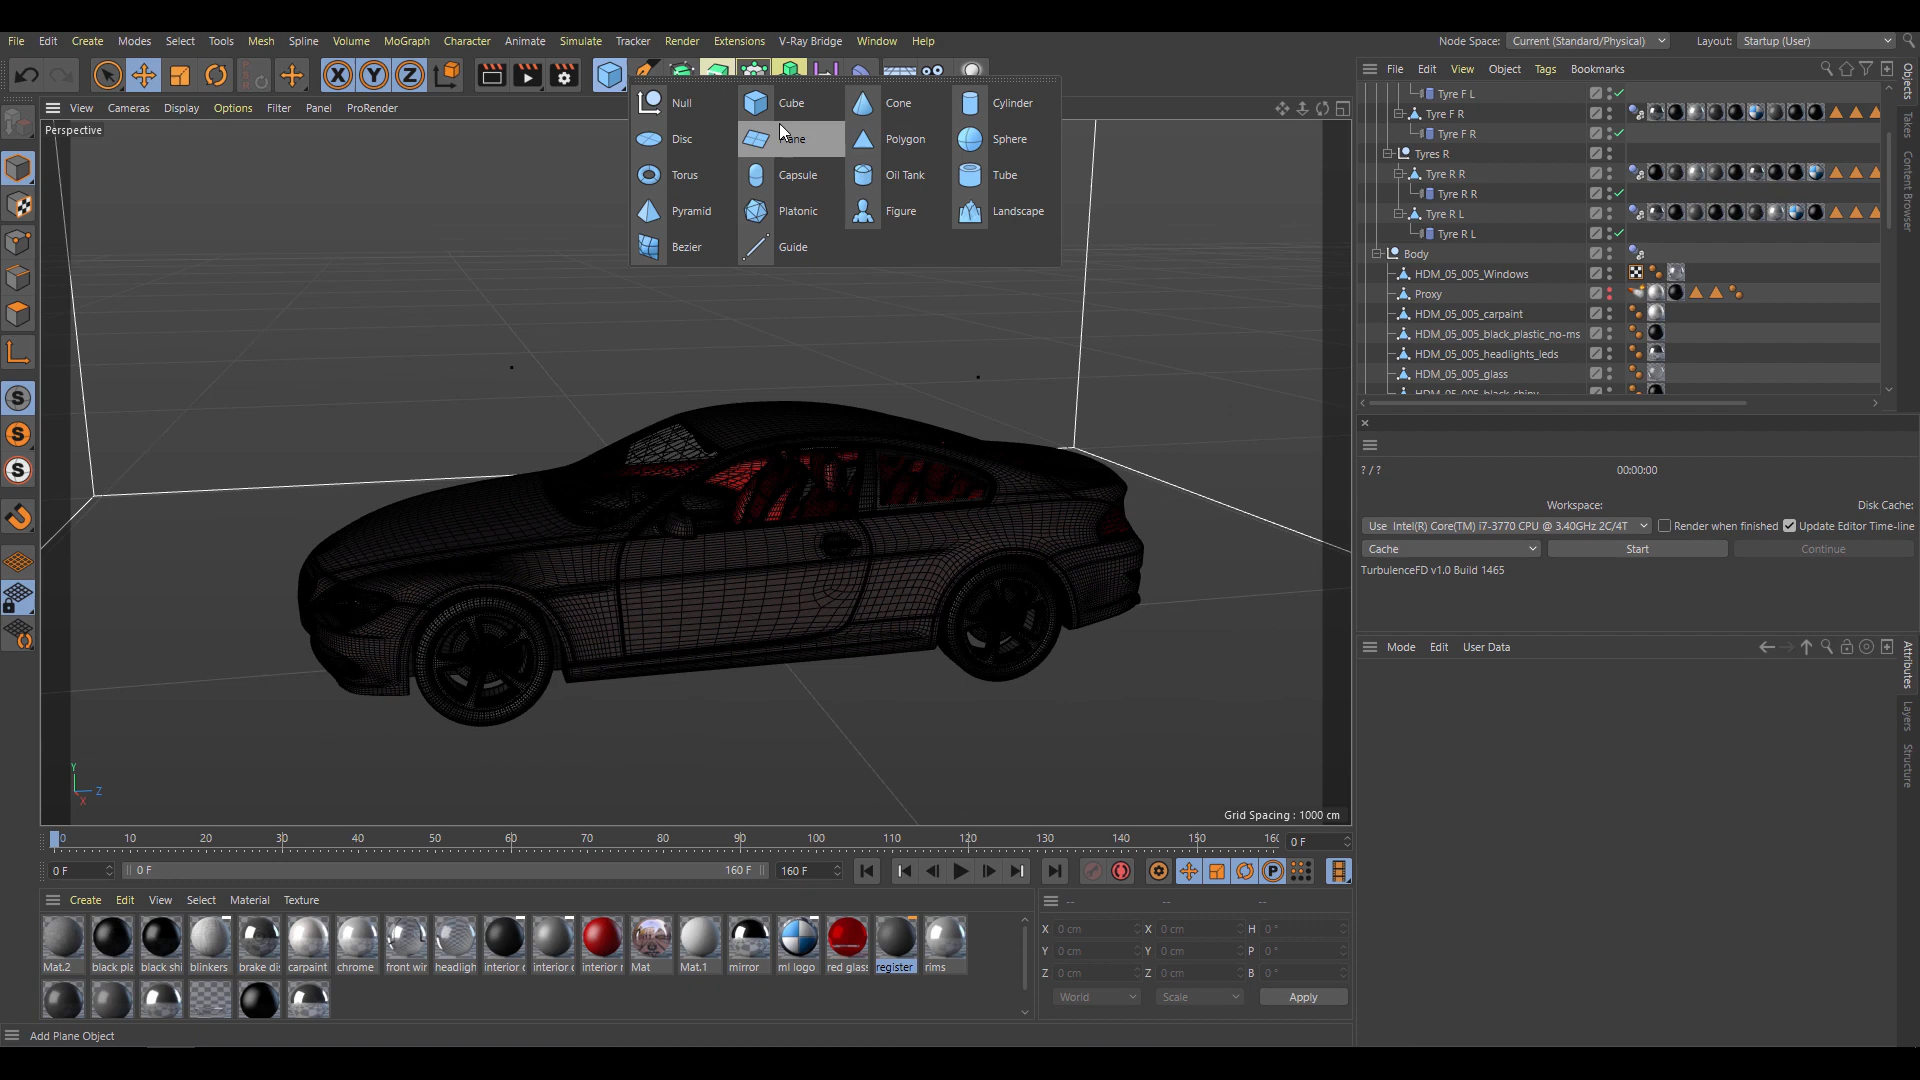 File Edit Create Modes Select Tools Mesh Spline Volume MoGraph Character Animate Simulate Tracker Render Extensions V-Ray Bridge Window Help
Node Space: Current (Standard/Physical) Layout: Startup (User)
X Y Z
File Edit View Object Tags Bookmarks
View Cameras Display Options Filter Panel ProRender
Perspective
Null Cube Cone Cylinder
Disc Plane Polygon Sphere
Torus Capsule Oil Tank Tube
Pyramid Platonic Figure Landscape
Bezier Guide
Tyre F L
Tyre F R
Tyre F R
Tyres R
Tyre R R
Tyre R R
Tyre R L
Tyre R L
Body
HDM_05_005_Windows
Proxy
HDM_05_005_carpaint
HDM_05_005_black_plastic_no-ms
HDM_05_005_headlights_leds
HDM_05_005_glass
Objects
Takes
Content Browser
? / ? 00:00:00
Workspace: Disk Cache:
Use Intel(R) Core(TM) i7-3770 CPU @ 3.40GHz 2C/4T Render when finished Update Editor Time-line
Cache Start Continue
TurbulenceFD v1.0 Build 1465
Mode Edit User Data
Attributes
Layers
Structure
S
S
S
Y
Z
X
Grid Spacing : 1000 cm
0 10 20 30 40 50 60 70 80 90 100 110 120 130 140 150 0 F
0 F 0 F 160 F 160 F P
Create Edit View Select Material Texture
-- -- --
Mat.2 black pla black shi blinkers brake dis carpaint chrome front wir headligh interior c interior c interior r Mat Mat.1 mirror ml logo red glass register rims
X 0 cm X 0 cm H 0 °
Y 0 cm Y 0 cm P 0 °
Z 0 cm Z 0 cm B 0 °
World Scale Apply
Add Plane Object